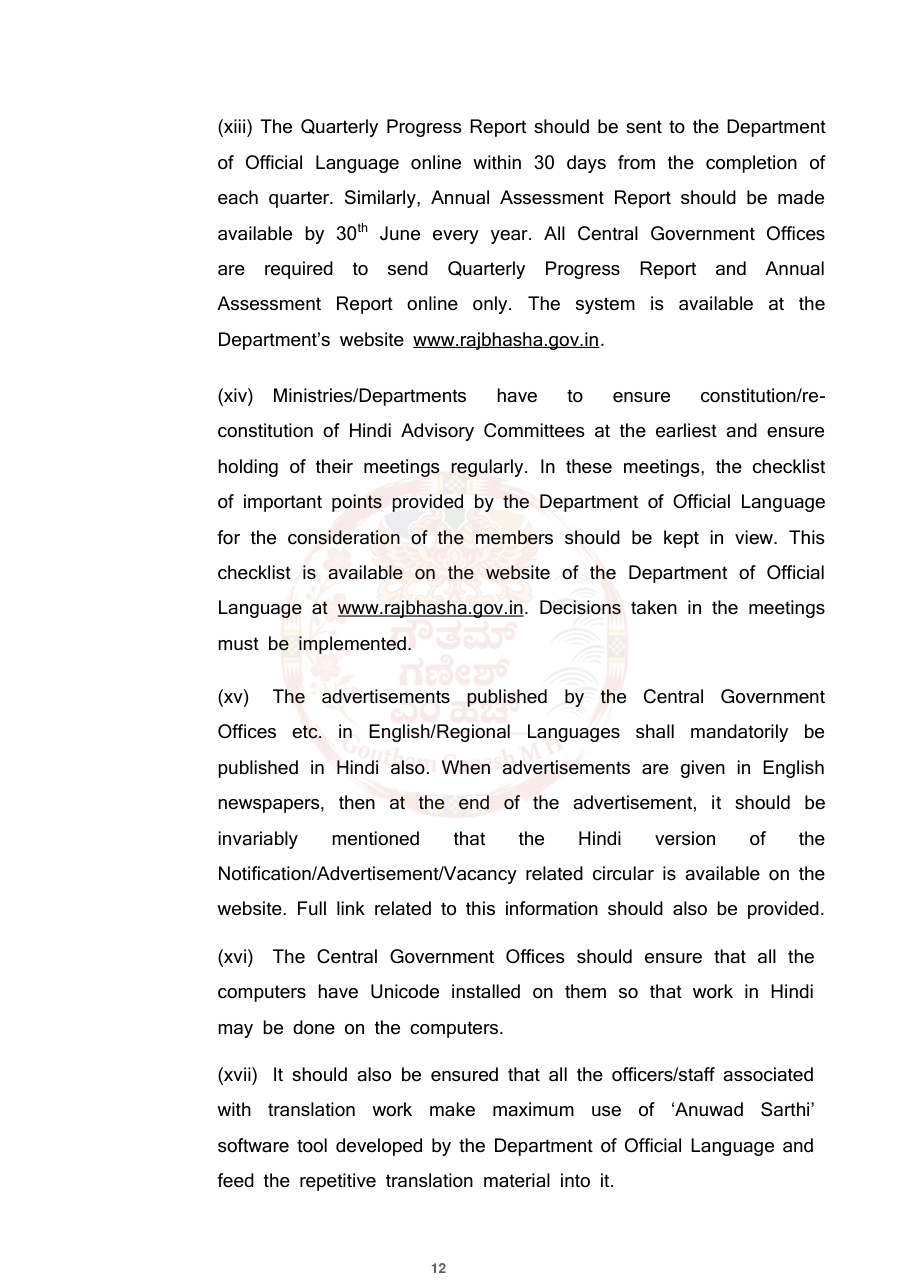 (xiii) The Quarterly Progress Report should be sent to the Department
of Official Language online within 30 days from the completion of
each quarter. Similarly, Annual Assessment Report should be made
available by 30th June every year. All Central Government Offices
are required to send Quarterly Progress Report and Annual
Assessment Report online only. The system is available at the
Department’s website www.rajbhasha.gov.in.
(xiv) Ministries/Departments have to ensure constitution/re-
constitution of Hindi Advisory Committees at the earliest and ensure
holding of their meetings regularly. In these meetings, the checklist
of important points provided by the Department of Official Language
for the consideration of the members should be kept in view. This
checklist is available on the website of the Department of Official
Language at www.rajbhasha.gov.in. Decisions taken in the meetings
must be implemented.
ಗೌತಮ್
ಗಣೇಶ್
ಎಂ ಹೆಚ್
Goutham Ganesh M H
(xv) The advertisements published by the Central Government
Offices etc. in English/Regional Languages shall mandatorily be
published in Hindi also. When advertisements are given in English
newspapers, then at the end of the advertisement, it should be
invariably mentioned that the Hindi version of the
Notification/Advertisement/Vacancy related circular is available on the
website. Full link related to this information should also be provided.
(xvi) The Central Government Offices should ensure that all the
computers have Unicode installed on them so that work in Hindi
may be done on the computers.
(xvii) It should also be ensured that all the officers/staff associated
with translation work make maximum use of ‘Anuwad Sarthi’
software tool developed by the Department of Official Language and
feed the repetitive translation material into it.
12